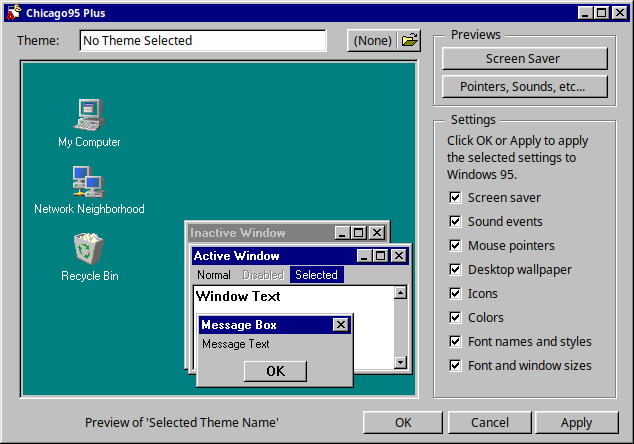 Chicago95 Plus
Theme:
No Theme Selected
(None)
Previews
Screen Saver
Pointers, Sounds, etc...
Settings
Click OK or Apply to apply
the selected settings to
Windows 95.
Screen saver
Sound events
Mouse pointers
Desktop wallpaper
Icons
Colors
Font names and styles
Font and window sizes
My Computer
Network Neighborhood
Recycle Bin
Inactive Window
Active Window
Normal Disabled Selected
Window Text
Message Box
Message Text
OK
Preview of 'Selected Theme Name'
OK
Cancel
Apply